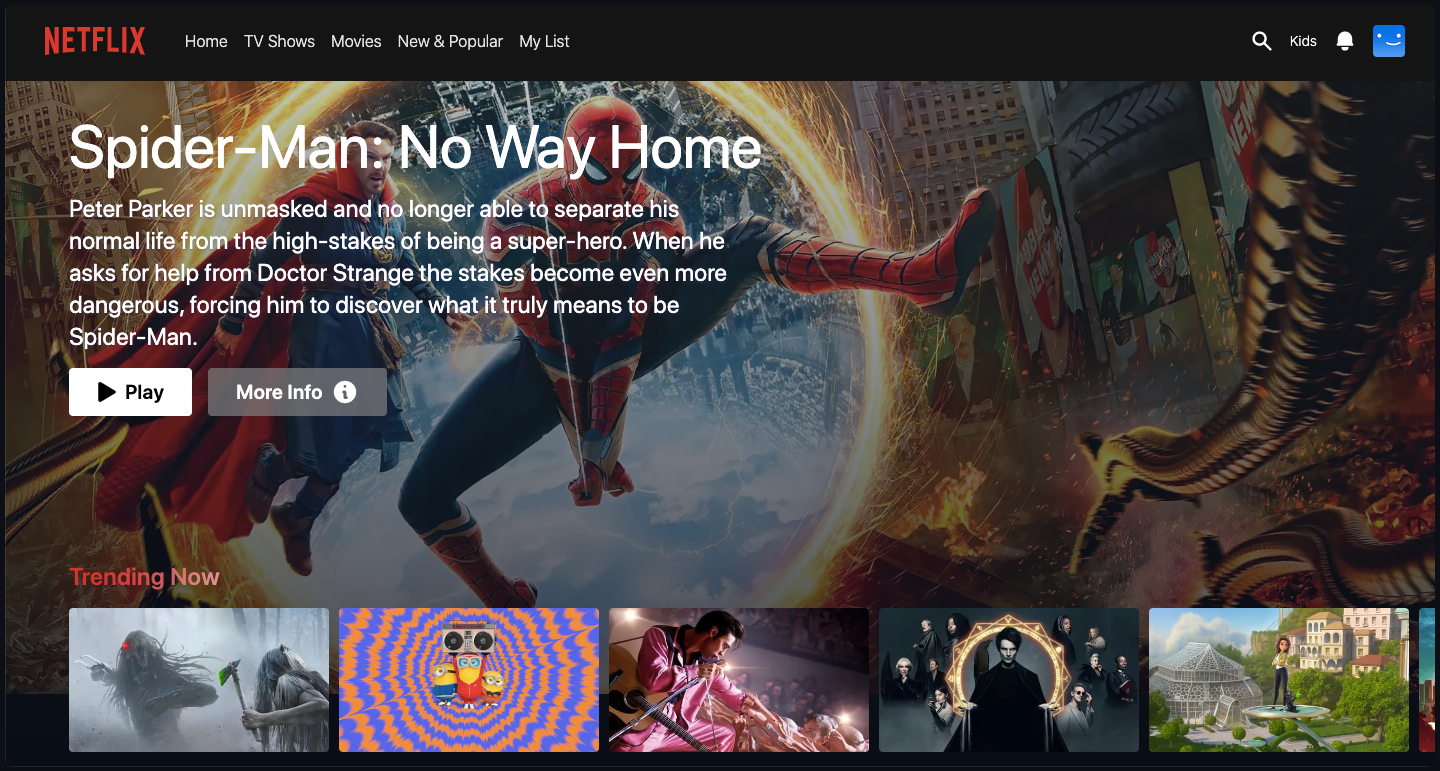 NETFLIX
Home
TV Shows
Movies
New & Popular
My List
Kids
Spider-Man: No Way Home
Peter Parker is unmasked and no longer able to separate his
normal life from the high-stakes of being a super-hero. When he
asks for help from Doctor Strange the stakes become even more
dangerous, forcing him to discover what it truly means to be
Spider-Man.
Play
More Info
Trending Now